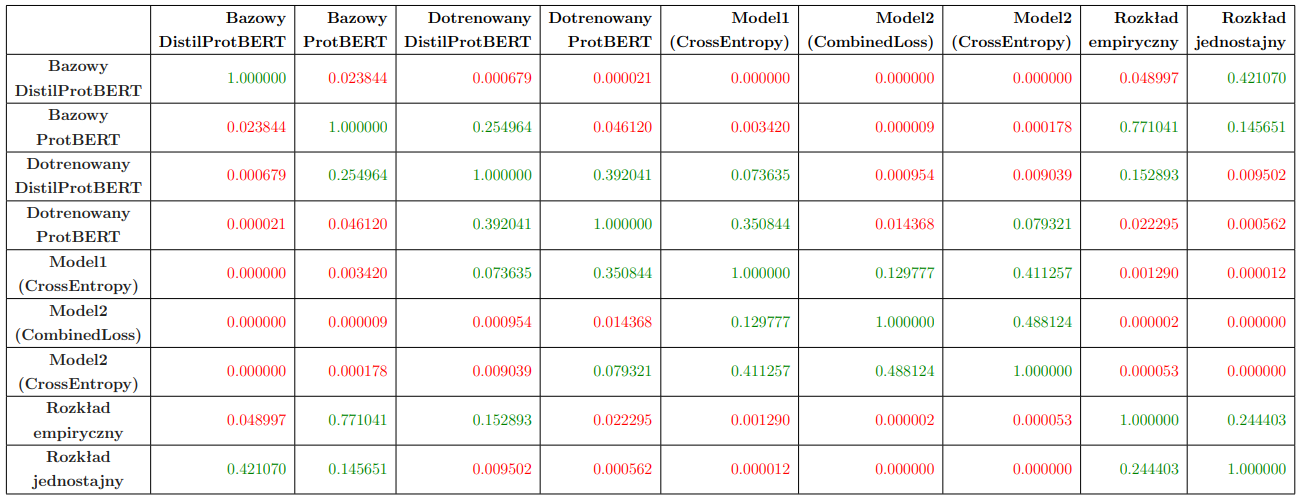 Bazowy Bazowy Dotrenowany Dotrenowany Model1 Model2 Model2 Rozkład Rozkład
DistilProtBERT ProtBERT DistilProtBERT ProtBERT (CrossEntropy) (CombinedLoss) (CrossEntropy) empiryczny jednostajny
Bazowy
DistilProtBERT 1.000000 0.023844 0.000679 0.000021 0.000000 0.000000 0.000000 0.048997 0.421070
Bazowy
ProtBERT 0.023844 1.000000 0.254964 0.046120 0.003420 0.000009 0.000178 0.771041 0.145651
Dotrenowany
DistilProtBERT 0.000679 0.254964 1.000000 0.392041 0.073635 0.000954 0.009039 0.152893 0.009502
Dotrenowany
ProtBERT 0.000021 0.046120 0.392041 1.000000 0.350844 0.014368 0.079321 0.022295 0.000562
Model1
(CrossEntropy) 0.000000 0.003420 0.073635 0.350844 1.000000 0.129777 0.411257 0.001290 0.000012
Model2
(CombinedLoss) 0.000000 0.000009 0.000954 0.014368 0.129777 1.000000 0.488124 0.000002 0.000000
Model2
(CrossEntropy) 0.000000 0.000178 0.009039 0.079321 0.411257 0.488124 1.000000 0.000053 0.000000
Rozkład
empiryczny 0.048997 0.771041 0.152893 0.022295 0.001290 0.000002 0.000053 1.000000 0.244403
Rozkład
jednostajny 0.421070 0.145651 0.009502 0.000562 0.000012 0.000000 0.000000 0.244403 1.000000